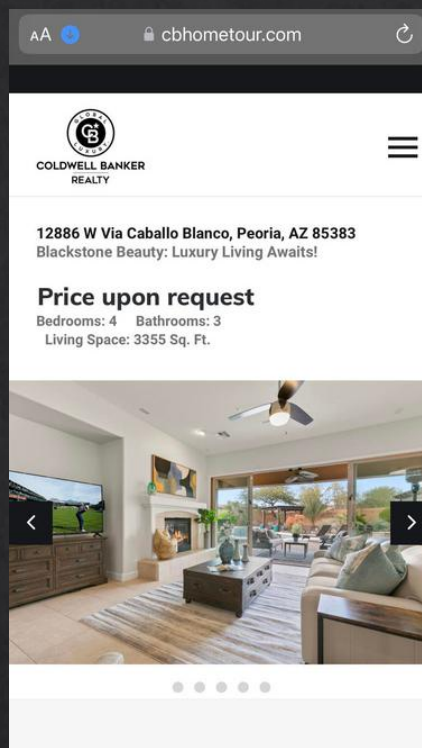 AA cbhometour.com
GLOBAL
CB
LUXURY
COLDWELL BANKER
REALTY
12886 W Via Caballo Blanco, Peoria, AZ 85383
Blackstone Beauty: Luxury Living Awaits!
Price upon request
Bedrooms: 4 Bathrooms: 3
Living Space: 3355 Sq. Ft.